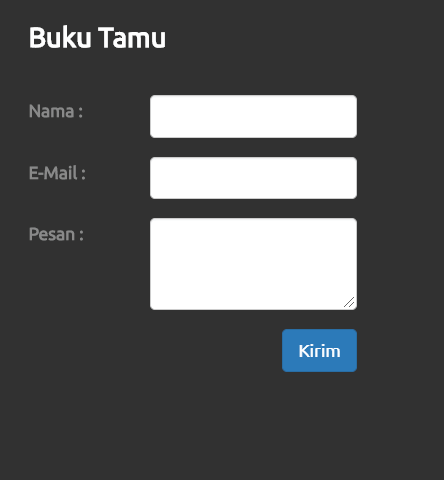 Buku Tamu
Nama :
E-Mail :
Pesan :
Kirim